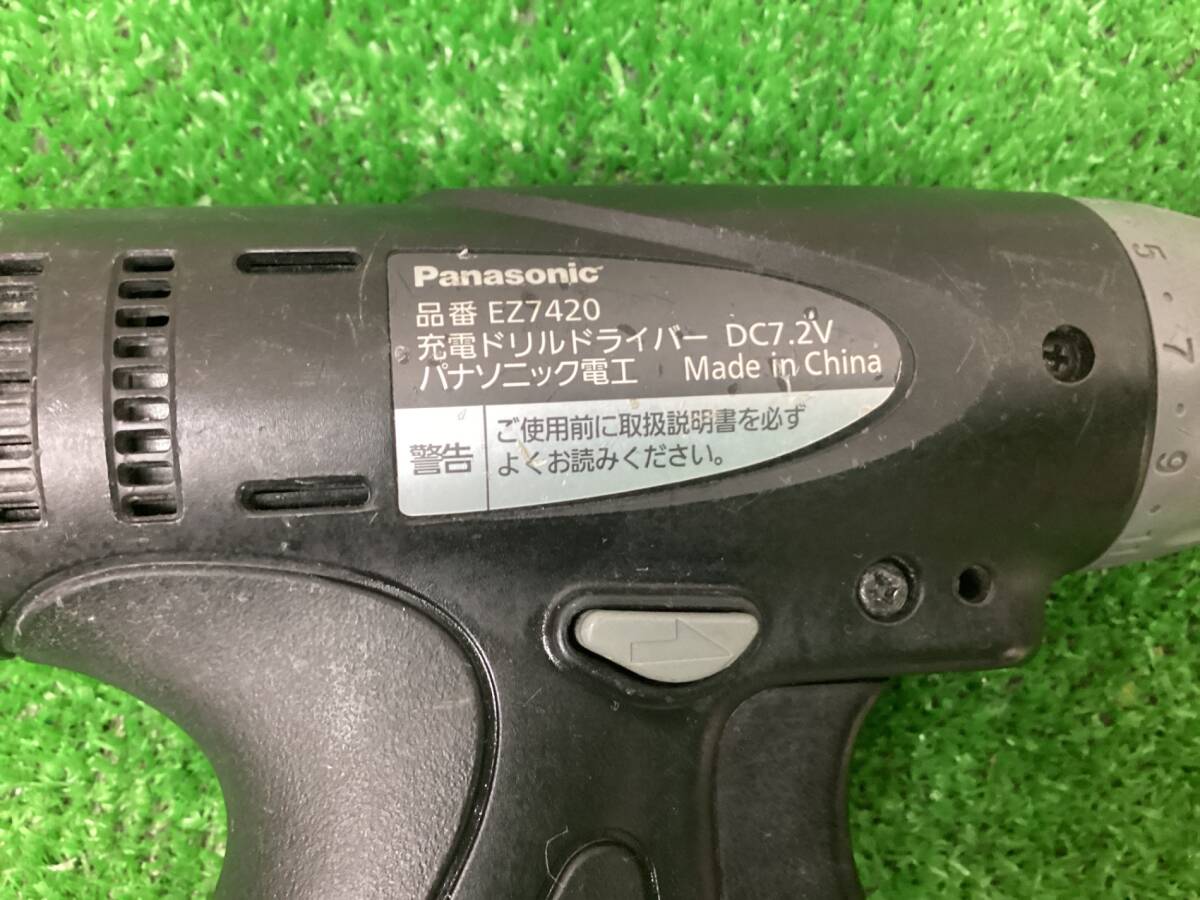 Panasonic
品番 EZ7420
充電ドリルドライバー DC7.2V
パナソニック電工 Made in China
警告
ご使用前に取扱説明書を必ず
よくお読みください。
5
7
9
11